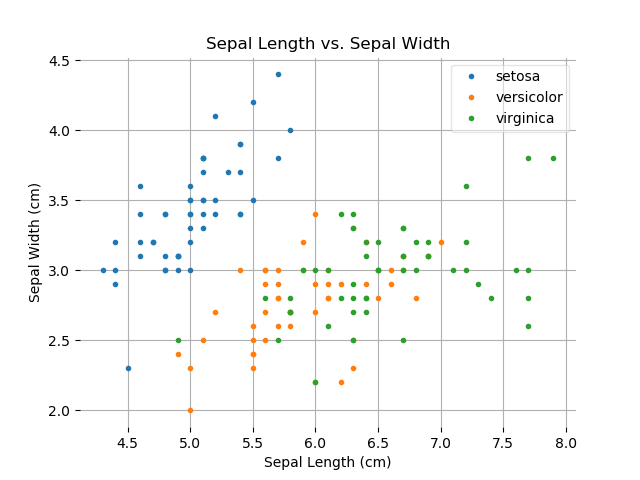 Sepal Length vs. Sepal Width
setosa
versicolor
virginica
Sepal Width (cm)
4.5
4.0
3.5
3.0
2.5
2.0
4.5 5.0 5.5 6.0 6.5 7.0 7.5 8.0
Sepal Length (cm)